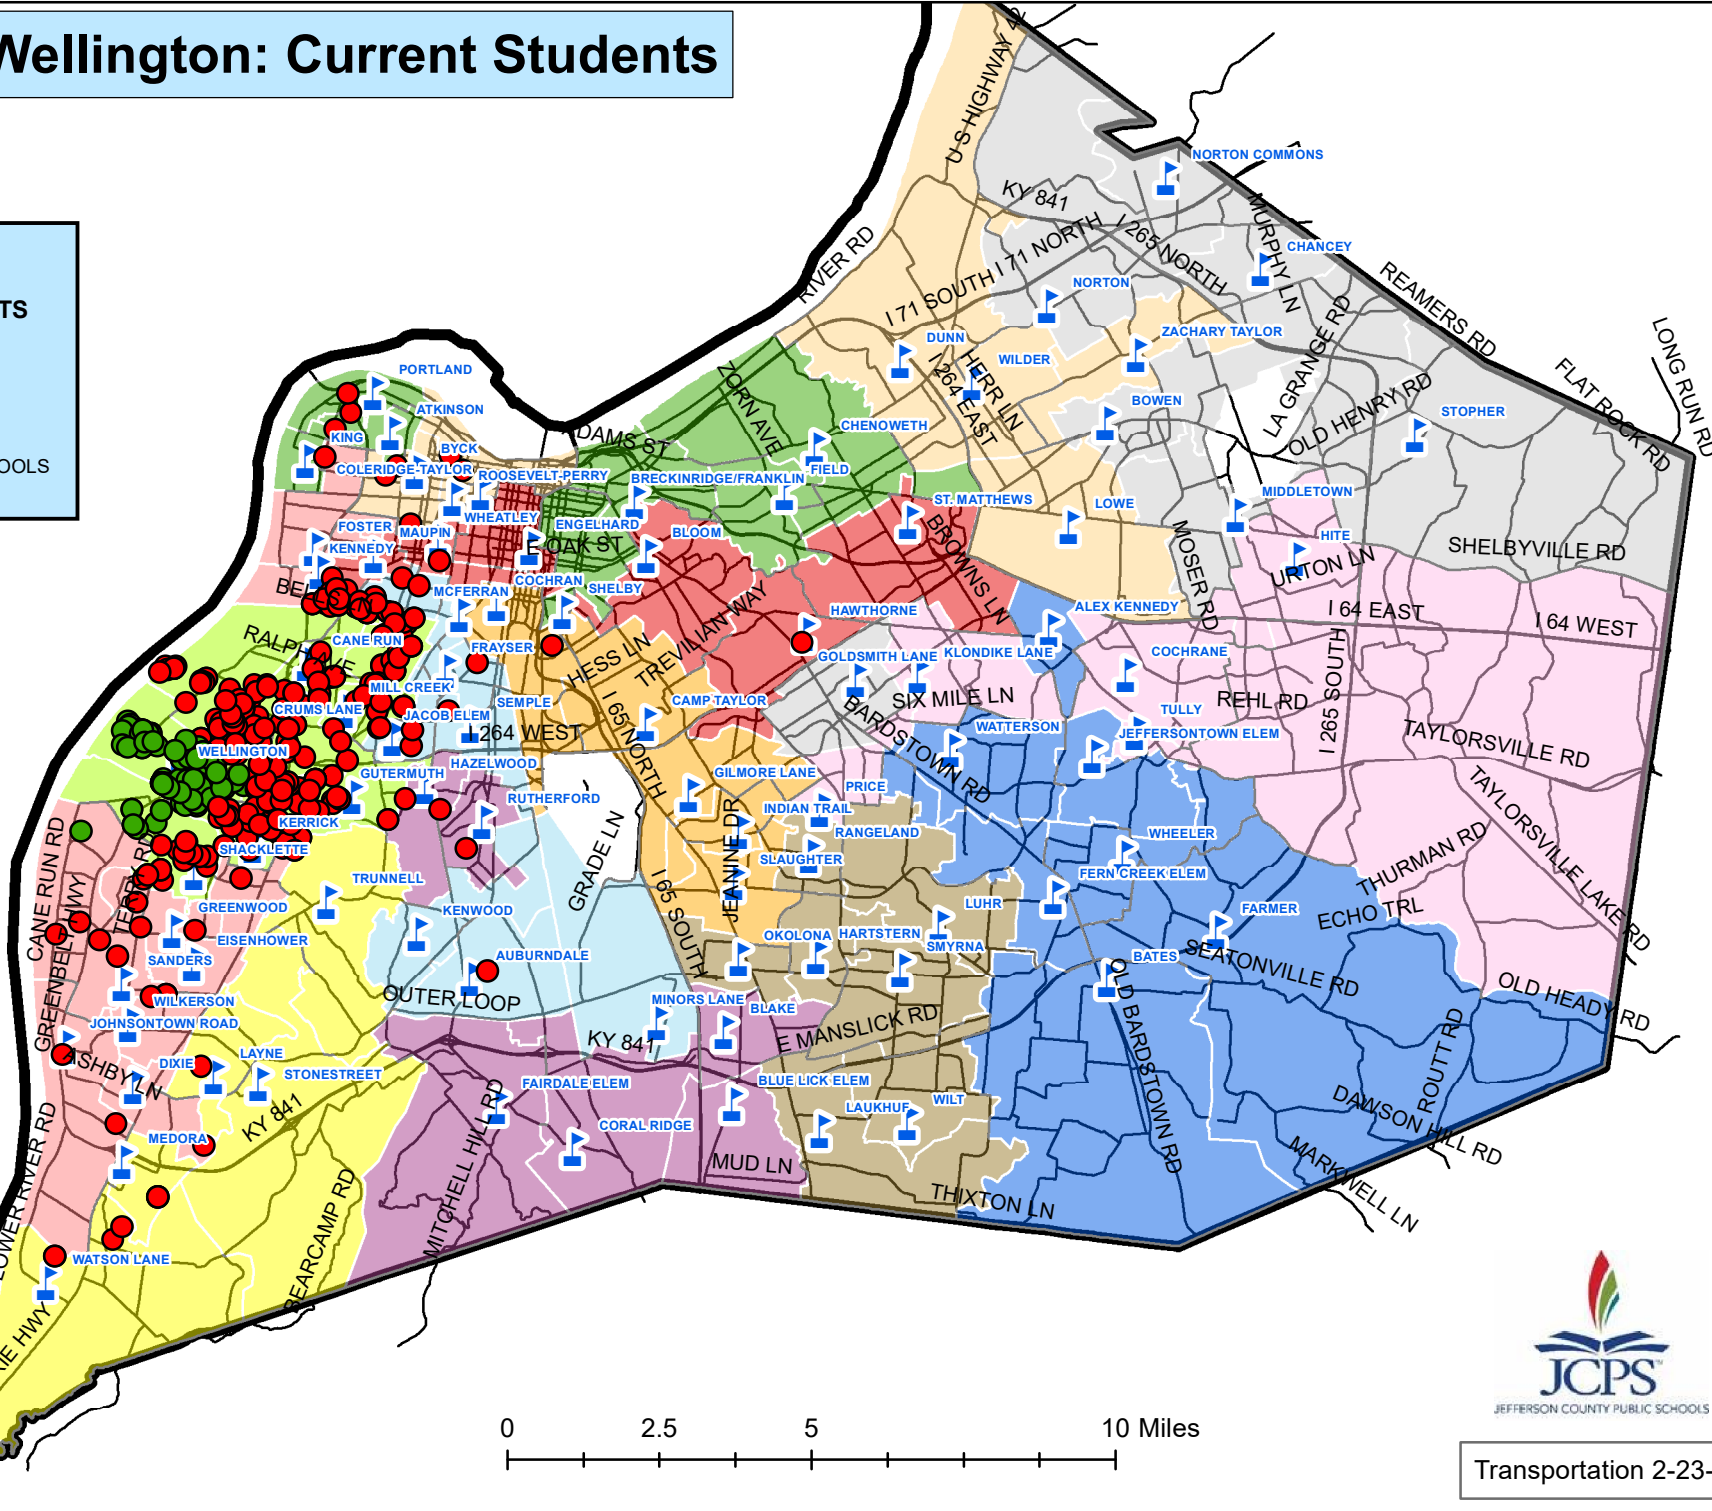 Wellington: Current Students
TS
OOLS
U S HIGHWAY 42
NORTON COMMONS
KY 841
I 71 NORTH
I 265 NORTH
MURPHY LN
CHANCEY
RIVER RD
I 71 SOUTH
NORTON
REAMERS RD
LA GRANGE RD
LONG RUN RD
DUNN
WILDER
ZACHARY TAYLOR
HERR LN
I 264 EAST
FLAT ROCK RD
PORTLAND
ZORN AVE
ATKINSON
BOWEN
OLD HENRY RD
STOPHER
KING
BYCK
DAMS ST
CHENOWETH
COLERIDGE-TAYLOR
ROOSEVELT-PERRY
BRECKINRIDGE/FRANKLIN
FIELD
ST. MATTHEWS
LOWE
MIDDLETOWN
FOSTER
MAUPIN
WHEATLEY
ENGELHARD
BLOOM
BROWNS LN
MOSER RD
HITE
KENNEDY
E OAK ST
URTON LN
SHELBYVILLE RD
COCHRAN
MCFERRAN
SHELBY
TREVILIAN WAY
HAWTHORNE
ALEX KENNEDY
I 64 EAST
I 64 WEST
RALPH AVE
CANE RUN
FRAYSER
HESS LN
GOLDSMITH LANE
KLONDIKE LANE
COCHRANE
MILL CREEK
SEMPLE
CAMP TAYLOR
SIX MILE LN
REHL RD
I 265 SOUTH
CRUMS LANE
JACOB ELEM
I 264 WEST
I 65 NORTH
BARDSTOWN RD
WATTERSON
TULLY
JEFFERSONTOWN ELEM
TAYLORSVILLE RD
WELLINGTON
GUTERMUTH
HAZELWOOD
GILMORE LANE
PRICE
TAYLORSVILLE LAKE RD
RUTHERFORD
INDIAN TRAIL
KERRICK
RANGELAND
WHEELER
THURMAN RD
CANE RUN RD
SHACKLETTE
GRADE LN
JEANINE DR
SLAUGHTER
FERN CREEK ELEM
TRUNNELL
I 65 SOUTH
GREENBELT HWY
GREENWOOD
KENWOOD
LUHR
FARMER
ECHO TRL
EISENHOWER
OKOLONA
HARTSTERN
SMYRNA
SANDERS
AUBURNDALE
BATES
SEATONVILLE RD
OUTER LOOP
WILKERSON
MINORS LANE
BLAKE
OLD HEADY RD
JOHNSONTOWN ROAD
KY 841
E MANSLICK RD
OLD BARDSTOWN RD
ROUTT RD
ASHBY LN
DIXIE
LAYNE
STONESTREET
FAIRDALE ELEM
BLUE LICK ELEM
DAWSON HILL RD
LOWER RIVER RD
KY 841
LAUKHUF
WILT
MEDORA
MITCHELL HILL RD
CORAL RIDGE
MUD LN
MARKWELL LN
BEARCAMP RD
THIXTON LN
WATSON LANE
IE HWY
JCPS
JEFFERSON COUNTY PUBLIC SCHOOLS
0 2.5 5 10 Miles
Transportation 2-23-